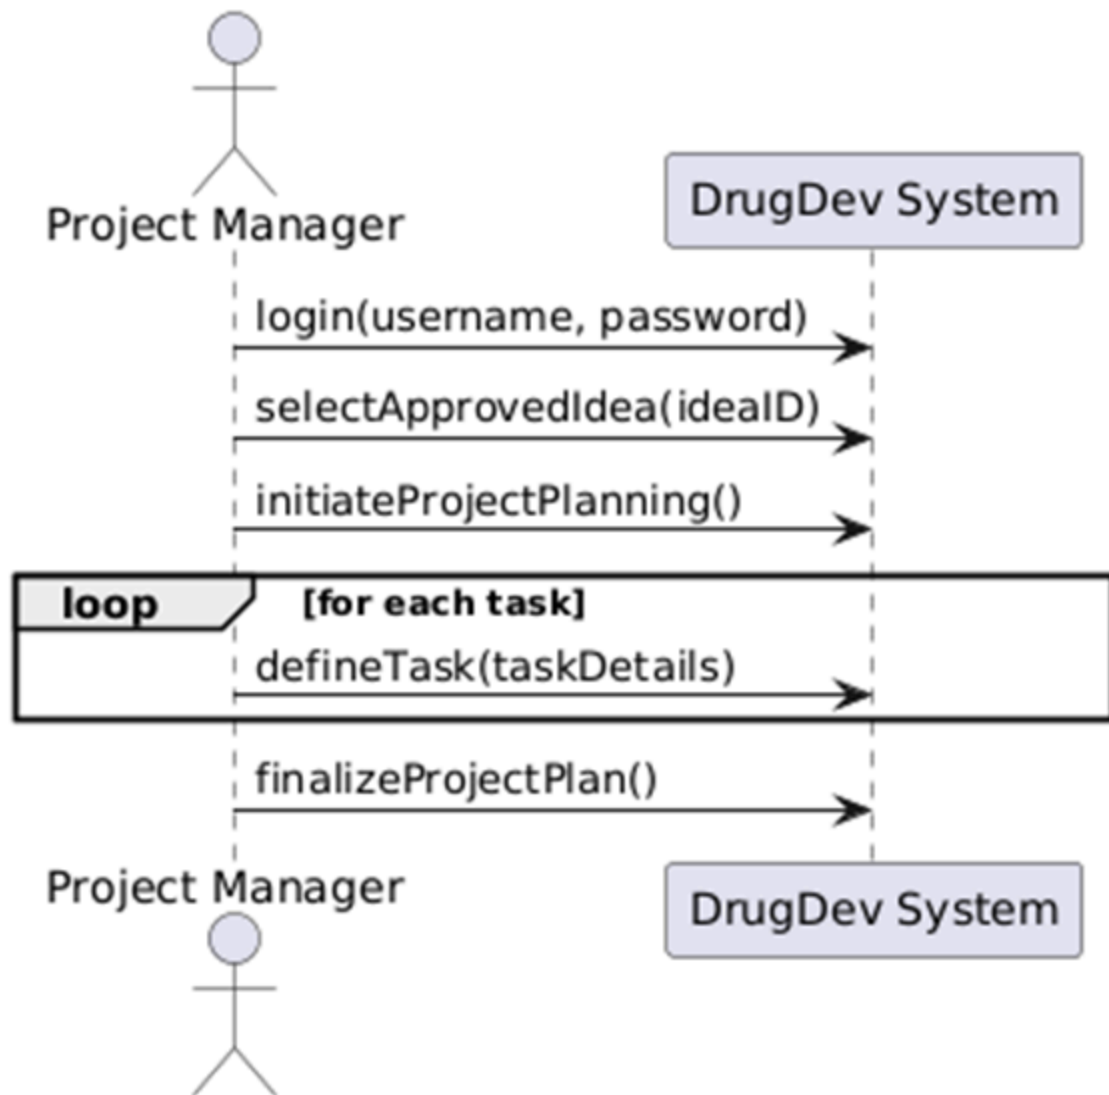 Project Manager
DrugDev System
login(username, password)
selectApprovedIdea(ideaID)
initiateProjectPlanning()
loop [for each task]
defineTask(taskDetails)
finalizeProjectPlan()
Project Manager
DrugDev System